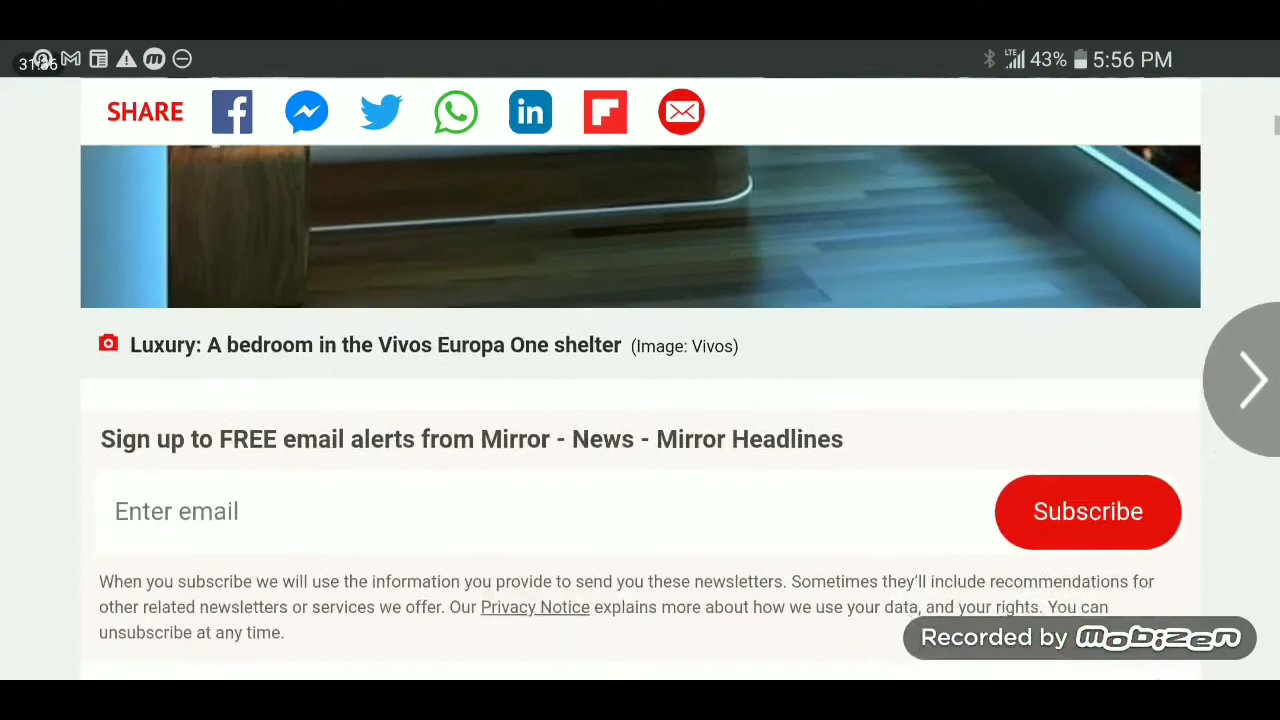 31:36
43% 5:56 PM
LTE
SHARE
Luxury: A bedroom in the Vivos Europa One shelter (Image: Vivos)
Sign up to FREE email alerts from Mirror - News - Mirror Headlines
Enter email
Subscribe
When you subscribe we will use the information you provide to send you these newsletters. Sometimes they'll include recommendations for
other related newsletters or services we offer. Our Privacy Notice explains more about how we use your data, and your rights. You can
unsubscribe at any time.
Recorded by mobizen